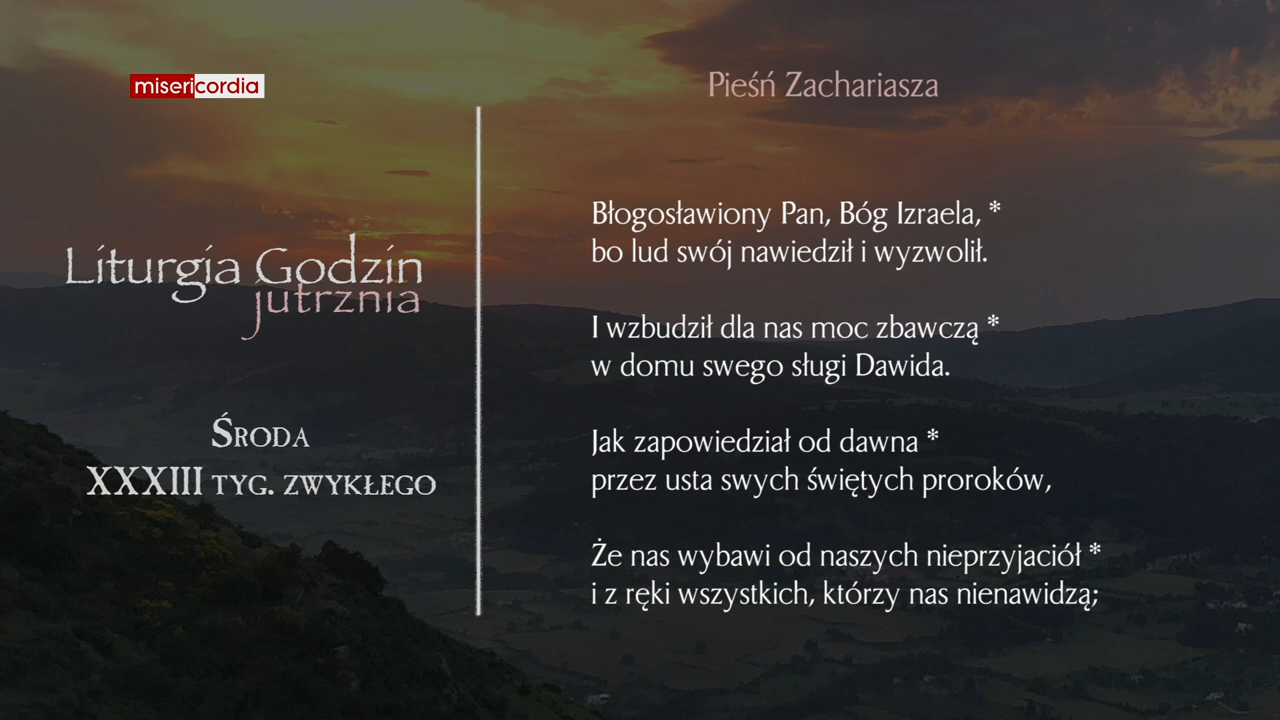 misericordia
Liturgia Godzin
jutrznia
Środa
XXXIII tyg. zwykłego
Pieśń Zachariasza
Błogosławiony Pan, Bóg Izraela, *
bo lud swój nawiedził i wyzwolił.
I wzbudził dla nas moc zbawczą *
w domu swego sługi Dawida.
Jak zapowiedział od dawna *
przez usta swych świętych proroków,
Że nas wybawi od naszych nieprzyjaciół *
i z ręki wszystkich, którzy nas nienawidzą;